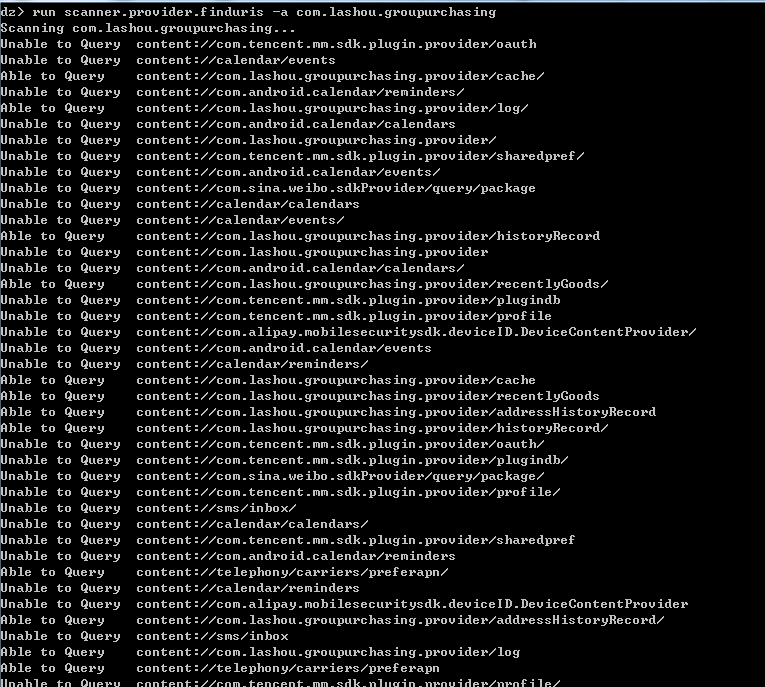 dz> run scanner.provider.finduris -a com.lashou.groupurchasing
Scanning com.lashou.groupurchasing...
Unable to Query  content://com.tencent.mm.sdk.plugin.provider/oauth
Unable to Query  content://calendar/events
Able to Query    content://com.lashou.groupurchasing.provider/cache/
Unable to Query  content://com.android.calendar/reminders/
Able to Query    content://com.lashou.groupurchasing.provider/log/
Unable to Query  content://com.android.calendar/calendars
Unable to Query  content://com.lashou.groupurchasing.provider/
Unable to Query  content://com.tencent.mm.sdk.plugin.provider/sharedpref/
Unable to Query  content://com.android.calendar/events/
Unable to Query  content://com.sina.weibo.sdkProvider/query/package
Unable to Query  content://calendar/calendars
Unable to Query  content://calendar/events/
Able to Query    content://com.lashou.groupurchasing.provider/historyRecord
Unable to Query  content://com.lashou.groupurchasing.provider
Unable to Query  content://com.android.calendar/calendars/
Able to Query    content://com.lashou.groupurchasing.provider/recentlyGoods/
Unable to Query  content://com.tencent.mm.sdk.plugin.provider/plugindb
Unable to Query  content://com.tencent.mm.sdk.plugin.provider/profile
Unable to Query  content://com.alipay.mobilesecuritysdk.deviceID.DeviceContentProvider/
Unable to Query  content://com.android.calendar/events
Unable to Query  content://calendar/reminders/
Able to Query    content://com.lashou.groupurchasing.provider/cache
Able to Query    content://com.lashou.groupurchasing.provider/recentlyGoods
Able to Query    content://com.lashou.groupurchasing.provider/addressHistoryRecord
Able to Query    content://com.lashou.groupurchasing.provider/historyRecord/
Unable to Query  content://com.tencent.mm.sdk.plugin.provider/oauth/
Unable to Query  content://com.tencent.mm.sdk.plugin.provider/plugindb/
Unable to Query  content://com.sina.weibo.sdkProvider/query/package/
Unable to Query  content://com.tencent.mm.sdk.plugin.provider/profile/
Unable to Query  content://sms/inbox/
Unable to Query  content://calendar/calendars/
Unable to Query  content://com.tencent.mm.sdk.plugin.provider/sharedpref
Unable to Query  content://com.android.calendar/reminders
Able to Query    content://telephony/carriers/preferapn/
Unable to Query  content://calendar/reminders
Unable to Query  content://com.alipay.mobilesecuritysdk.deviceID.DeviceContentProvider
Able to Query    content://com.lashou.groupurchasing.provider/addressHistoryRecord/
Unable to Query  content://sms/inbox
Able to Query    content://com.lashou.groupurchasing.provider/log
Able to Query    content://telephony/carriers/preferapn
Unable to Query  content://com.tencent.mm.sdk.plugin.provider/profile/